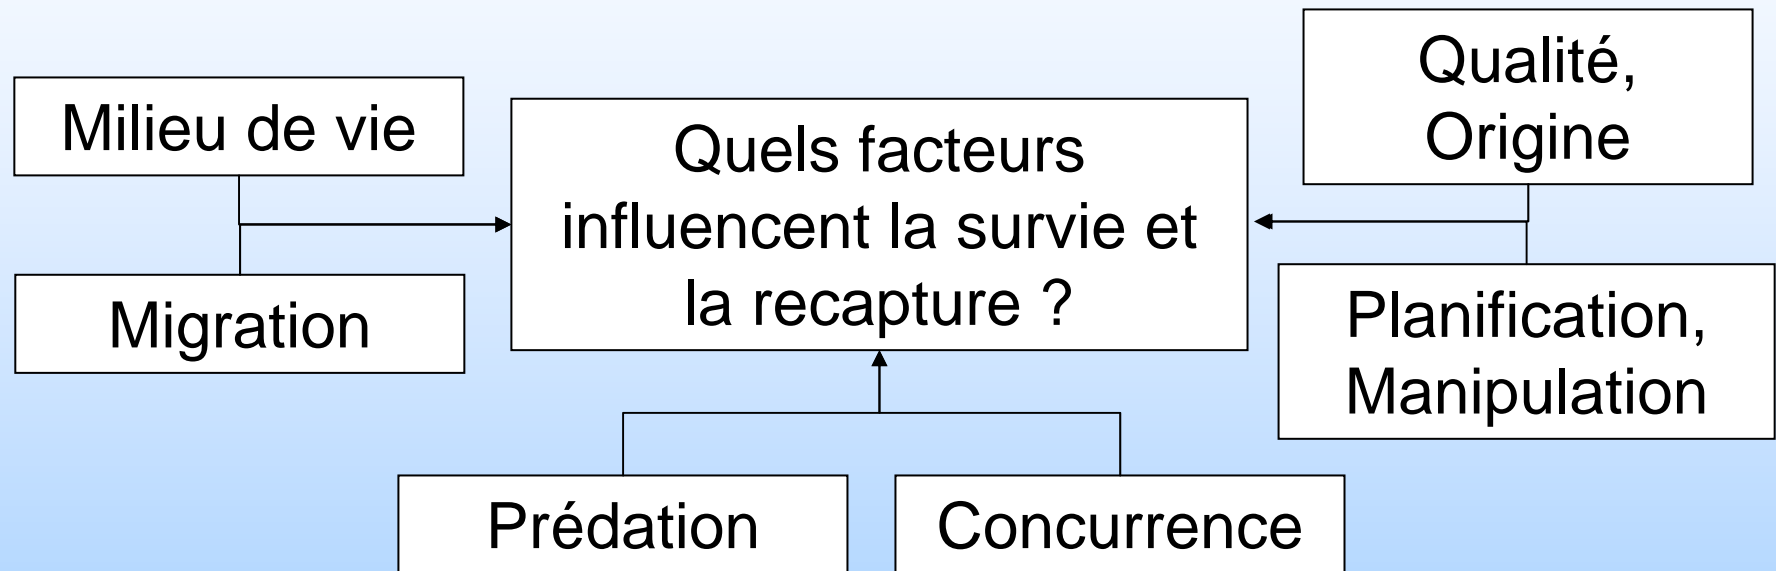 Milieu de vie
Migration
Quels facteurs
influencent la survie et
la recapture ?
Qualité,
Origine
Planification,
Manipulation
Prédation
Concurrence